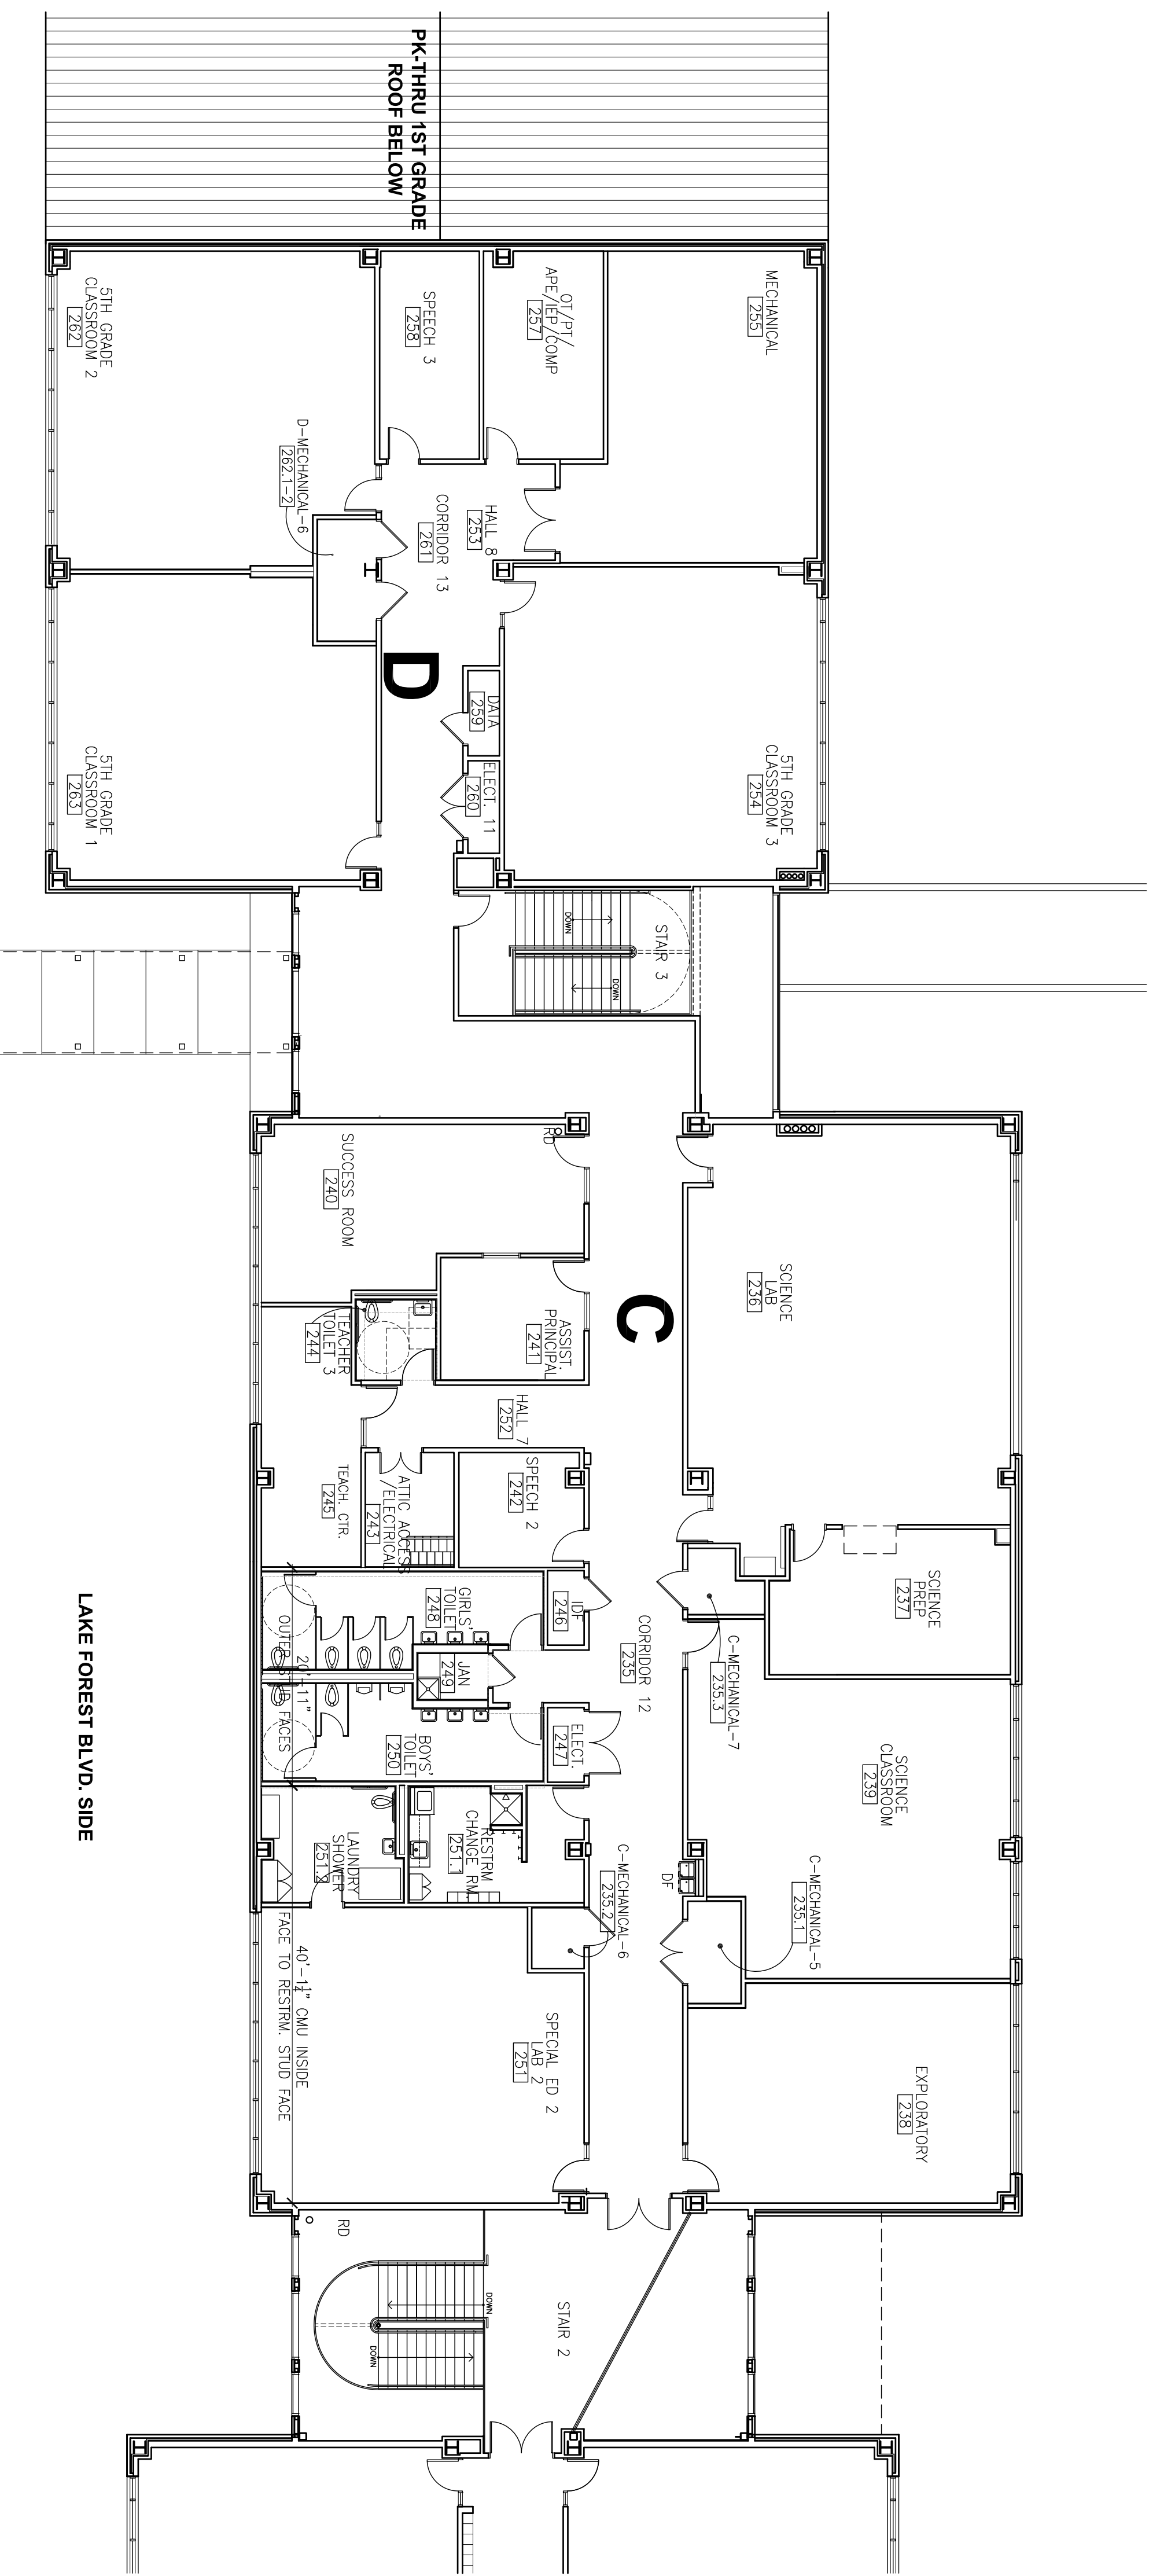 PK-THRU 1ST GRADE
ROOF BELOW
MECHANICAL
255
OT/PT/
APE/IEP/COMP
257
SPEECH 3
258
5TH GRADE
CLASSROOM 2
262
D-MECHANICAL-6
262.1-2
HALL 8
253
CORRIDOR 13
261
D
DATA
259
ELECT. 11
260
5TH GRADE
CLASSROOM 3
254
5TH GRADE
CLASSROOM 1
263
STAIR 3
DOWN
DOWN
RD
SUCCESS ROOM
240
SCIENCE
LAB
236
C
ASSIST.
PRINCIPAL
241
TEACHER
TOILET 3
244
HALL 7
252
TEACH. CTR.
245
ATTIC ACCESS
/ELECTRICAL
243
SPEECH 2
242
SCIENCE
PREP
237
IDF
246
GIRLS'
TOILET
248
JAN
249
BOYS'
TOILET
250
ELECT.
247
CORRIDOR 12
235
C-MECHANICAL-7
235.3
SCIENCE
CLASSROOM
239
20'-11"
OUTER STUD FACES
RESTRM
CHANGE RM.
251.1
LAUNDRY
SHOWER
251.2
DF
C-MECHANICAL-6
235.2
C-MECHANICAL-5
235.1
40'-1¼" CMU INSIDE
FACE TO RESTRM. STUD FACE
SPECIAL ED 2
LAB 2
251
EXPLORATORY
238
RD
STAIR 2
DOWN
DOWN
LAKE FOREST BLVD. SIDE